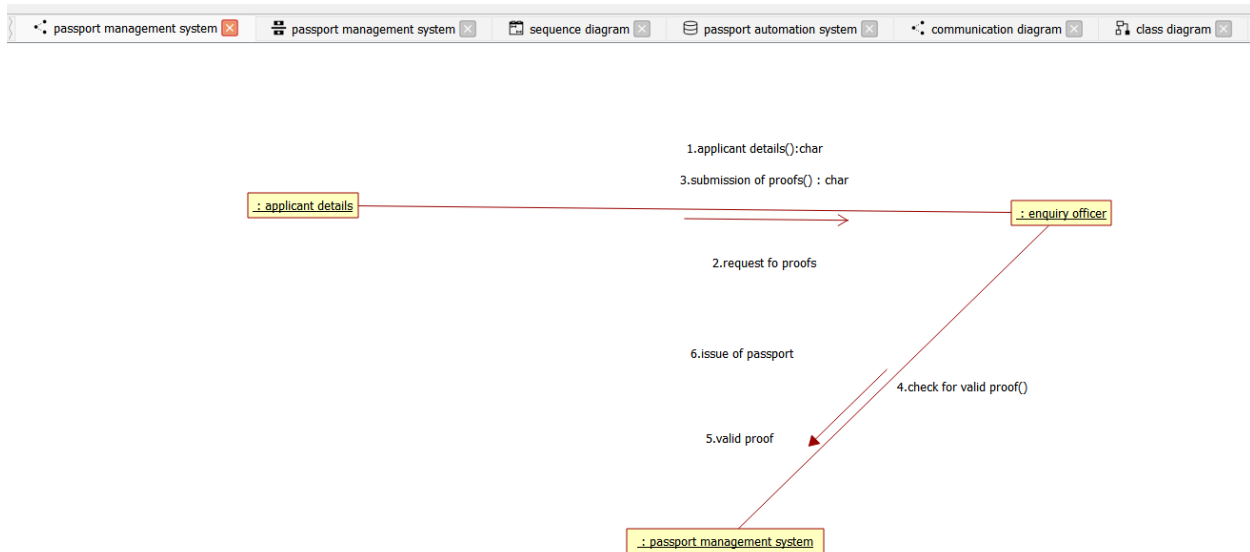 passport management system
passport management system
sequence diagram
passport automation system
communication diagram
class diagram
1.applicant details():char
3.submission of proofs() : char
: applicant details
: enquiry officer
2.request fo proofs
6.issue of passport
4.check for valid proof()
5.valid proof
: passport management system